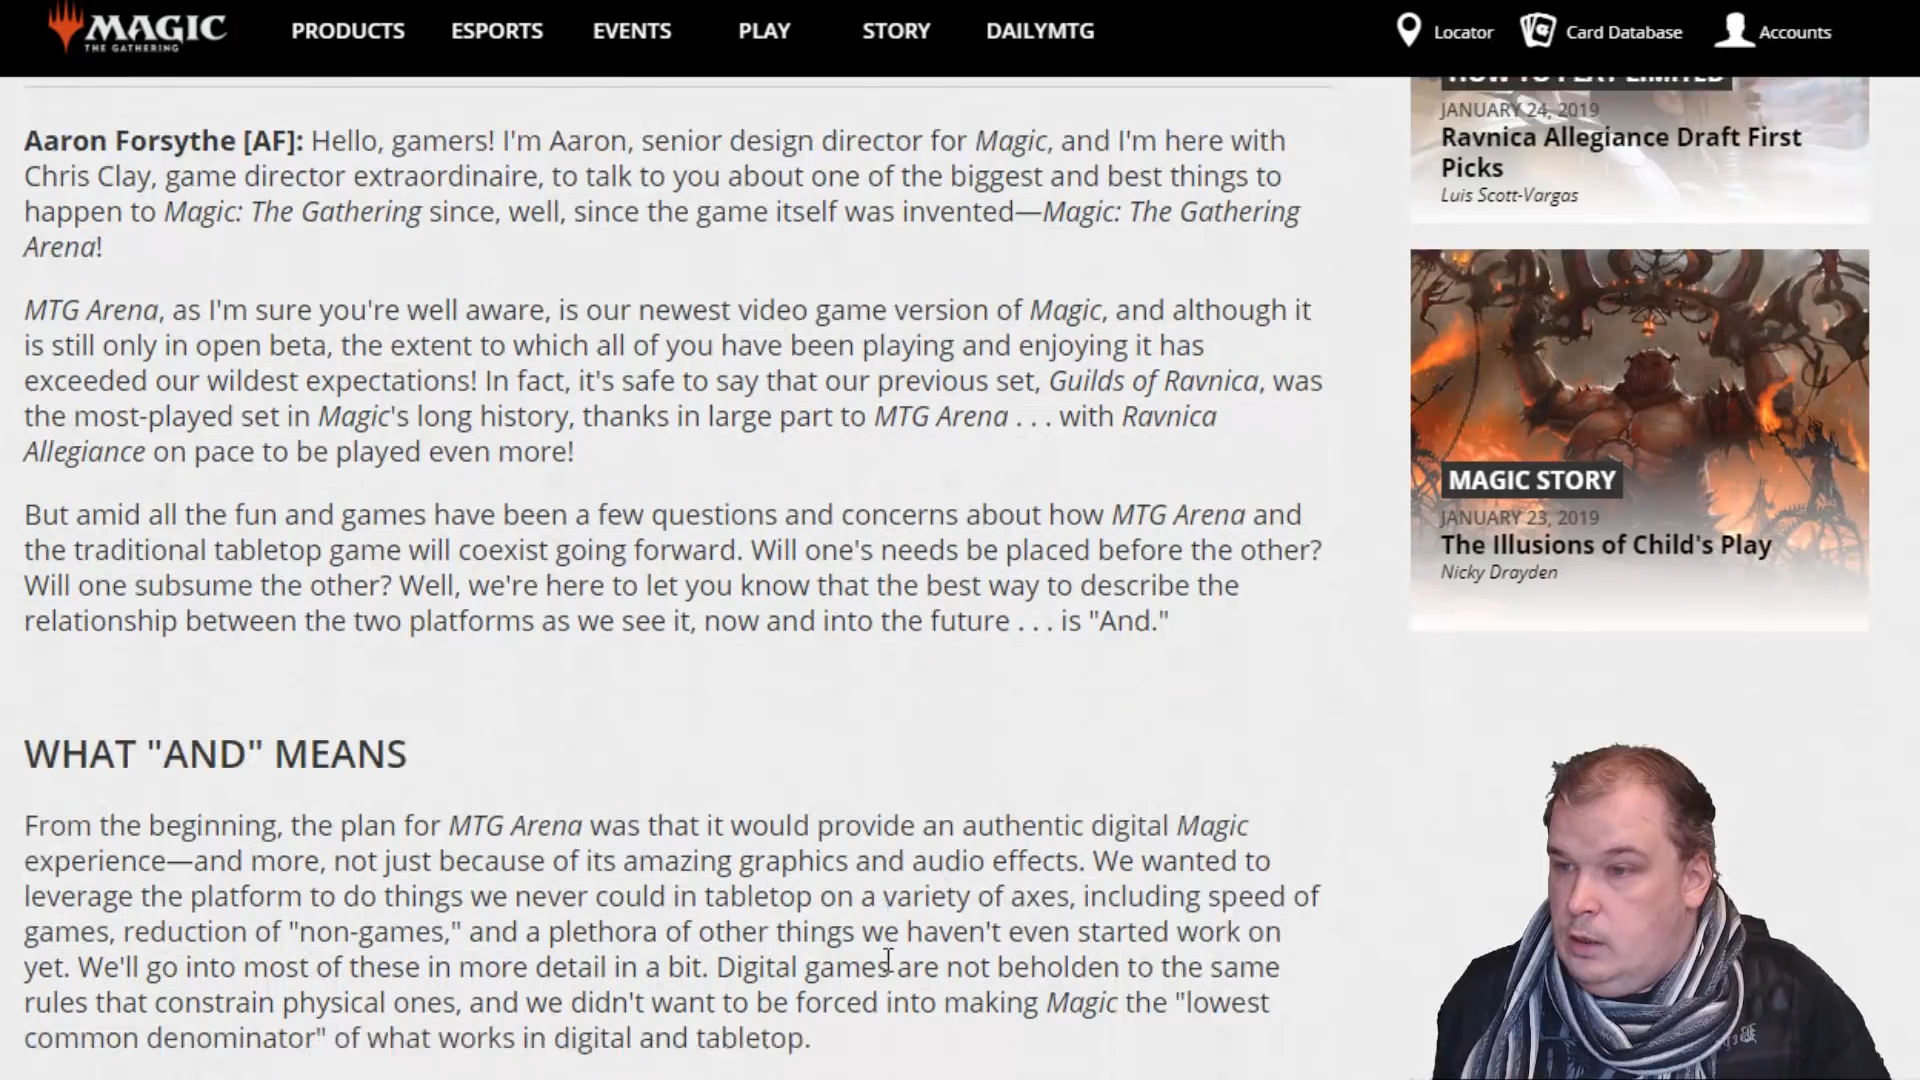 MAGIC
THE GATHERING
PRODUCTS
ESPORTS
EVENTS
PLAY
STORY
DAILYMTG
Locator
Card Database
Accounts
Aaron Forsythe [AF]: Hello, gamers! I'm Aaron, senior design director for Magic, and I'm here with
Chris Clay, game director extraordinaire, to talk to you about one of the biggest and best things to
happen to Magic: The Gathering since, well, since the game itself was invented—Magic: The Gathering
Arena!
MTG Arena, as I'm sure you're well aware, is our newest video game version of Magic, and although it
is still only in open beta, the extent to which all of you have been playing and enjoying it has
exceeded our wildest expectations! In fact, it's safe to say that our previous set, Guilds of Ravnica, was
the most-played set in Magic's long history, thanks in large part to MTG Arena . . . with Ravnica
Allegiance on pace to be played even more!
But amid all the fun and games have been a few questions and concerns about how MTG Arena and
the traditional tabletop game will coexist going forward. Will one's needs be placed before the other?
Will one subsume the other? Well, we're here to let you know that the best way to describe the
relationship between the two platforms as we see it, now and into the future . . . is "And."
WHAT "AND" MEANS
From the beginning, the plan for MTG Arena was that it would provide an authentic digital Magic
experience—and more, not just because of its amazing graphics and audio effects. We wanted to
leverage the platform to do things we never could in tabletop on a variety of axes, including speed of
games, reduction of "non-games," and a plethora of other things we haven't even started work on
yet. We'll go into most of these in more detail in a bit. Digital games are not beholden to the same
rules that constrain physical ones, and we didn't want to be forced into making Magic the "lowest
common denominator" of what works in digital and tabletop.
HOW TO PLAY LIMITED
JANUARY 24, 2019
Ravnica Allegiance Draft First
Picks
Luis Scott-Vargas
MAGIC STORY
JANUARY 23, 2019
The Illusions of Child's Play
Nicky Drayden